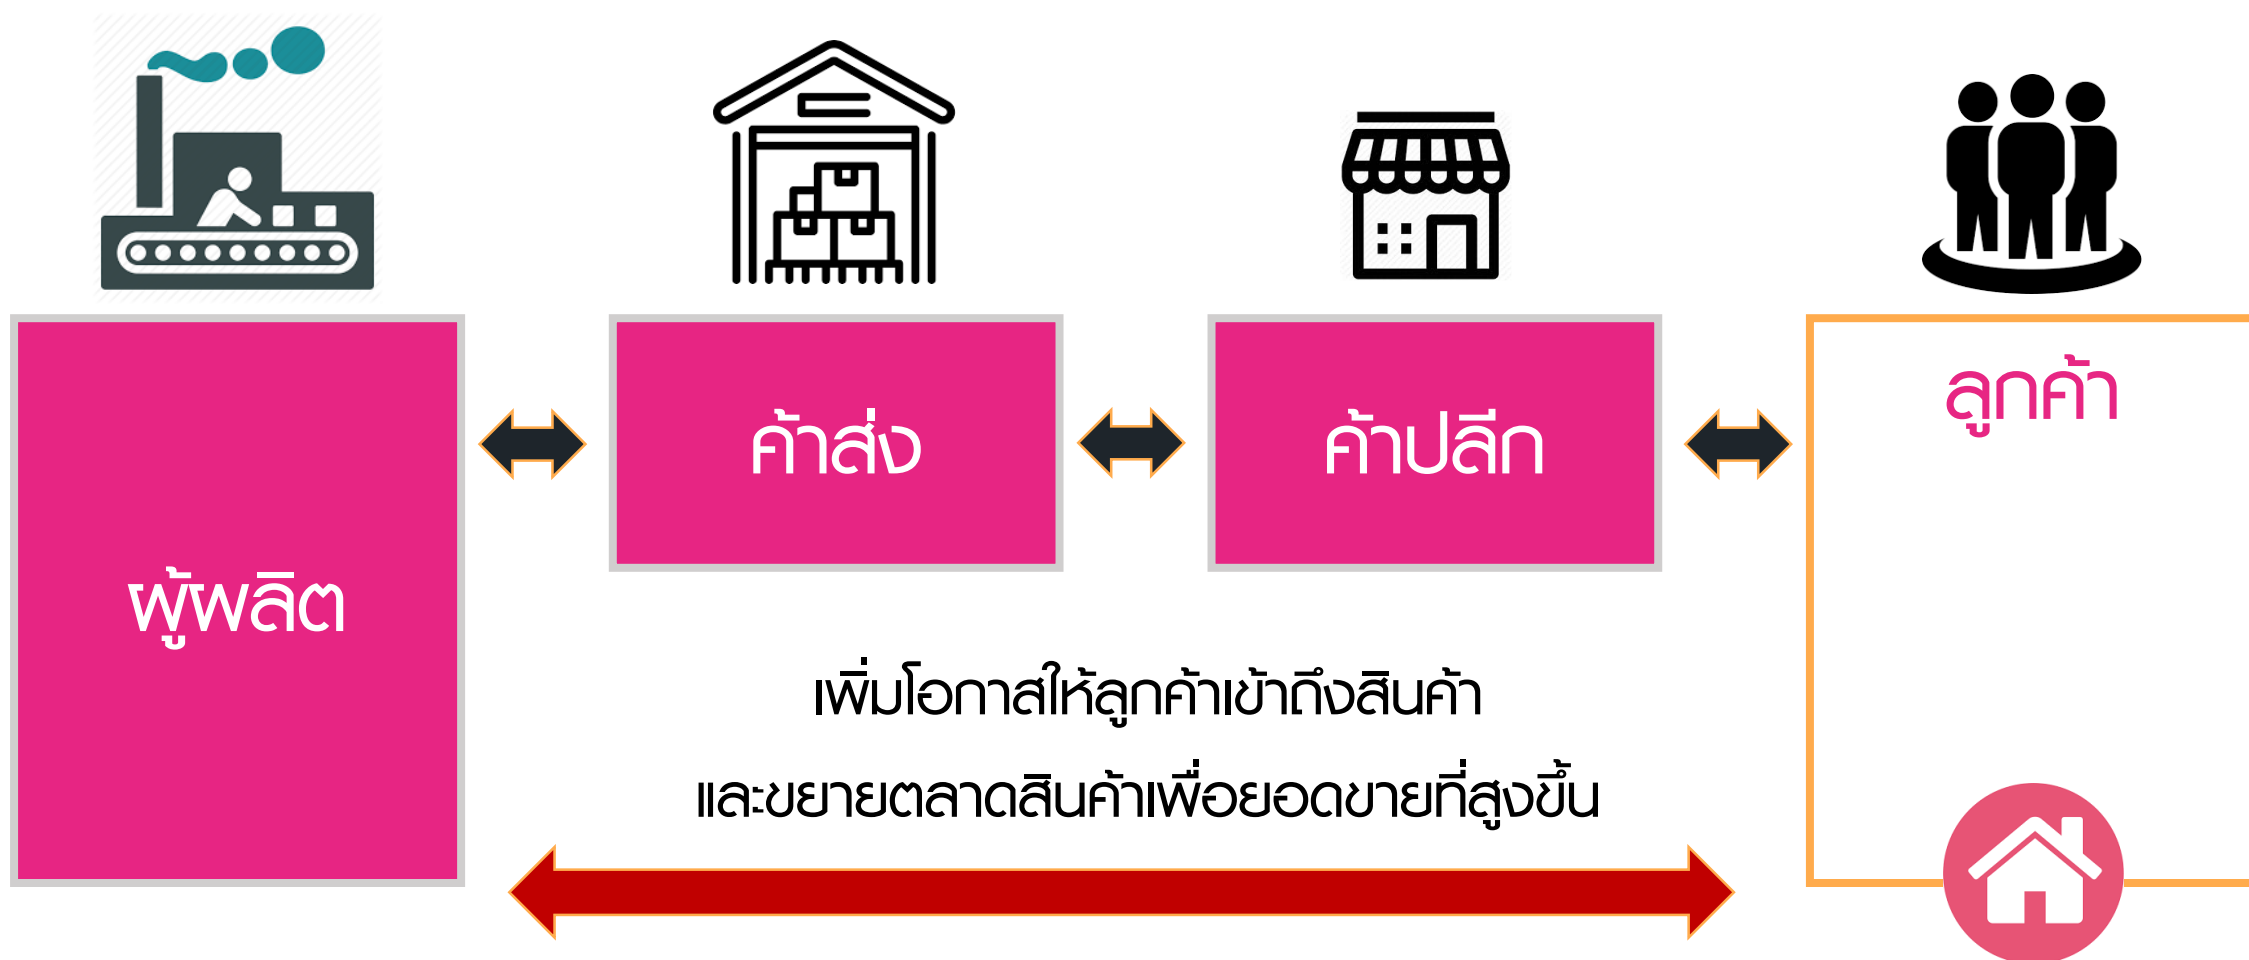 ผู้ผลิต
ค้าส่ง
ค้าปลีก
ลูกค้า
เพิ่มโอกาสให้ลูกค้าเข้าถึงสินค้า
และขยายตลาดสินค้าเพื่อยอดขายที่สูงขึ้น